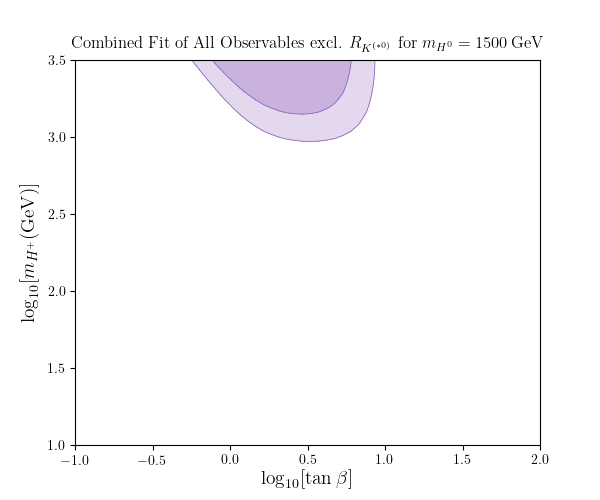 Combined Fit of All Observables excl. $R_{K^{(*0)}}$ for $m_{H^0} = 1500$ GeV
3.5
3.0
2.5
2.0
1.5
1.0
$\log_{10}[m_{H^+}(\mathrm{GeV})]$
−1.0 −0.5 0.0 0.5 1.0 1.5 2.0
$\log_{10}[\tan\beta]$